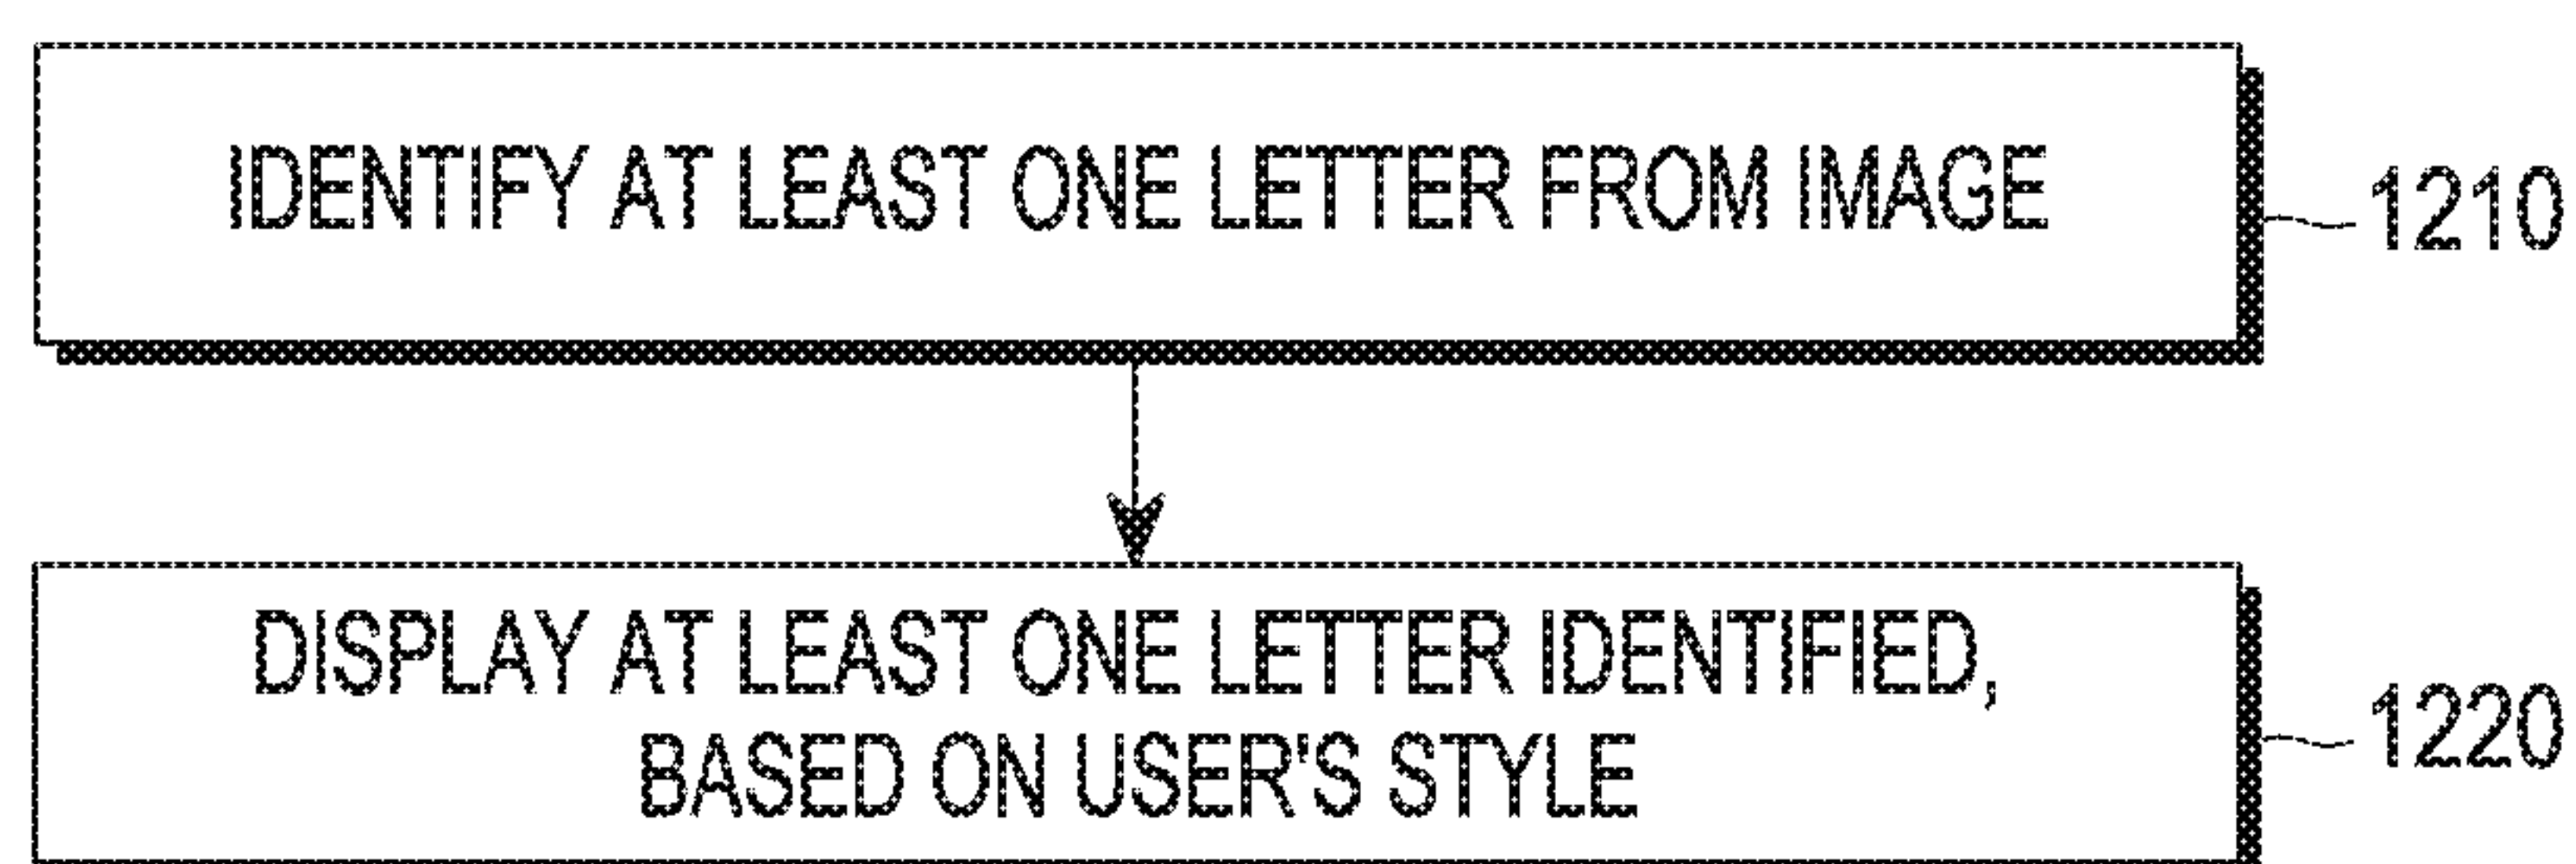 IDENTIFY AT LEAST ONE LETTER FROM IMAGE
1210
DISPLAY AT LEAST ONE LETTER IDENTIFIED,
BASED ON USER'S STYLE
1220